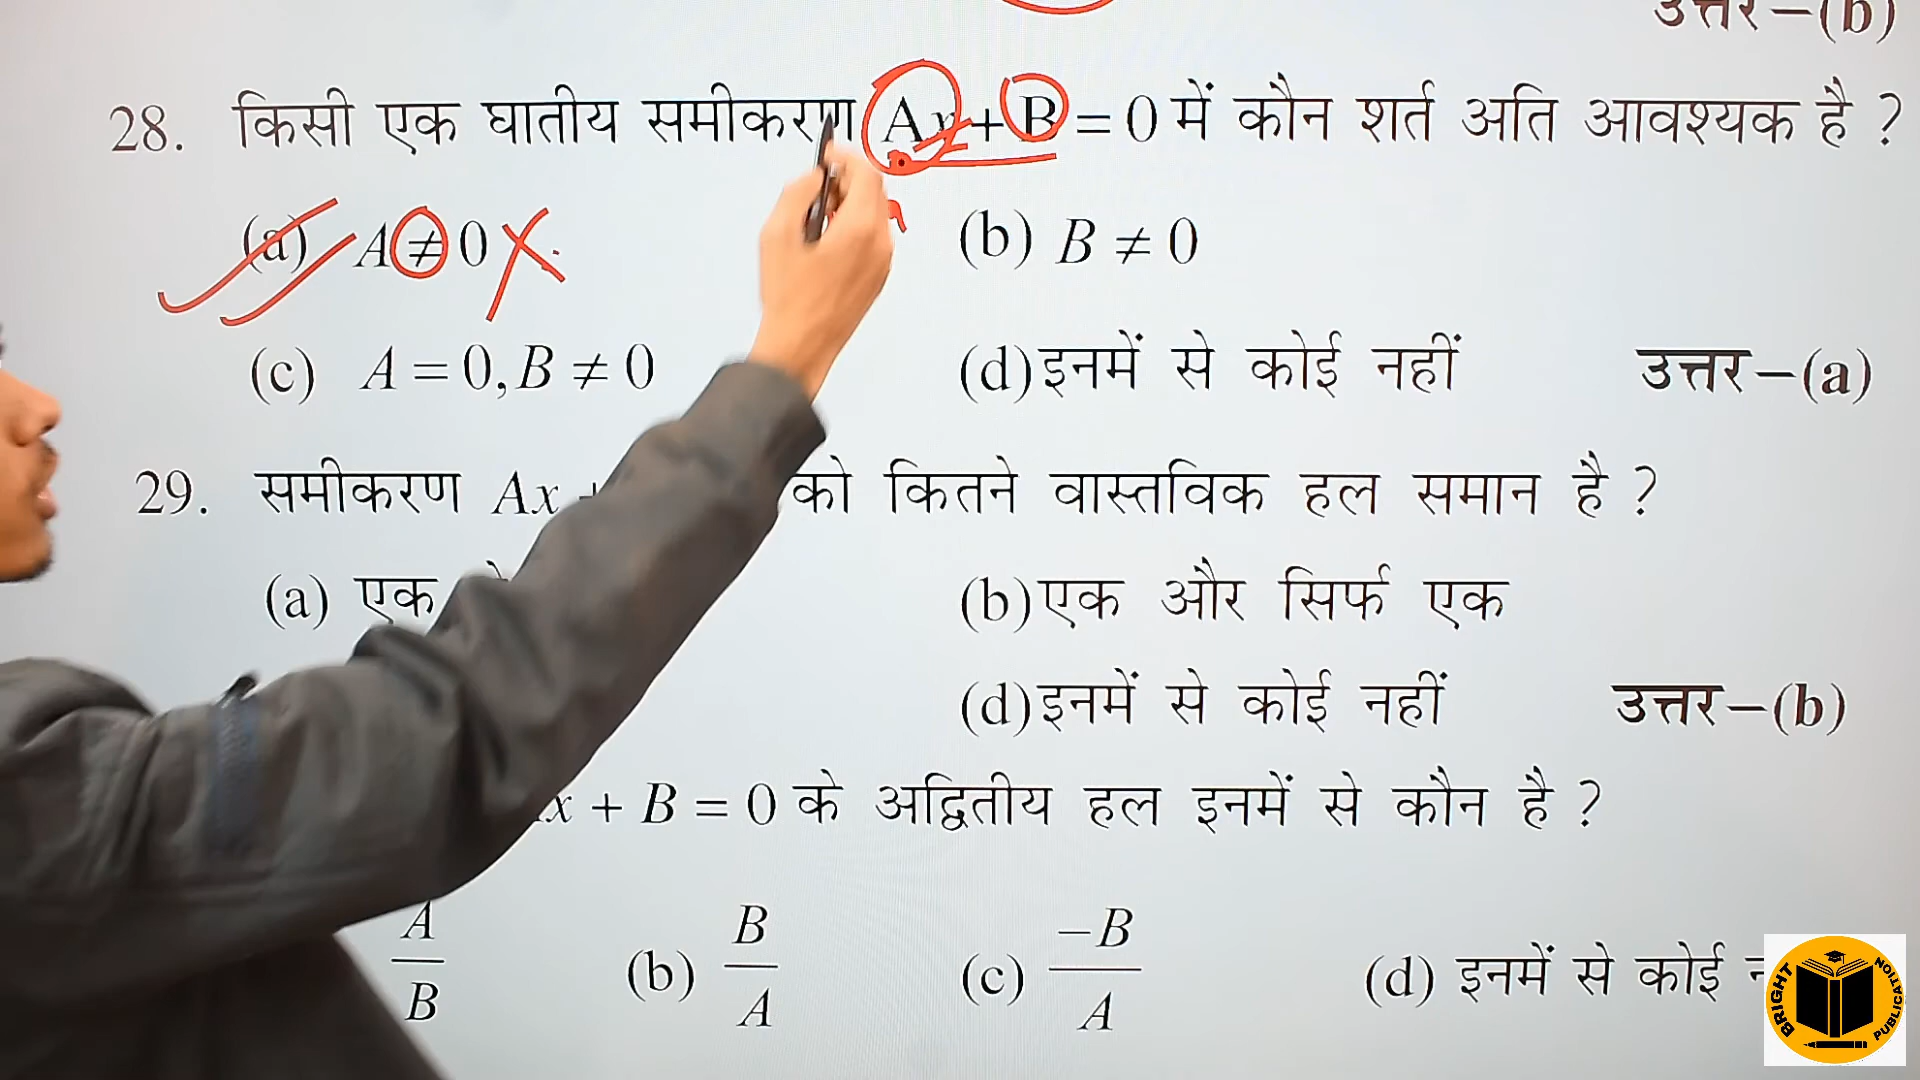 उत्तर–(b)
28. किसी एक घातीय समीकरण Ax + B = 0 में कौन शर्त अति आवश्यक है ?
(a) A ≠ 0 (b) B ≠ 0
(c) A = 0, B ≠ 0 (d) इनमें से कोई नहीं उत्तर–(a)
29. समीकरण Ax + को कितने वास्तविक हल समान है ?
(a) एक (b) एक और सिर्फ एक
(d) इनमें से कोई नहीं उत्तर–(b)
x + B = 0 के अद्वितीय हल इनमें से कौन है ?
A/B (b) B/A (c) −B/A (d) इनमें से कोई
BRIGHT PUBLICATION